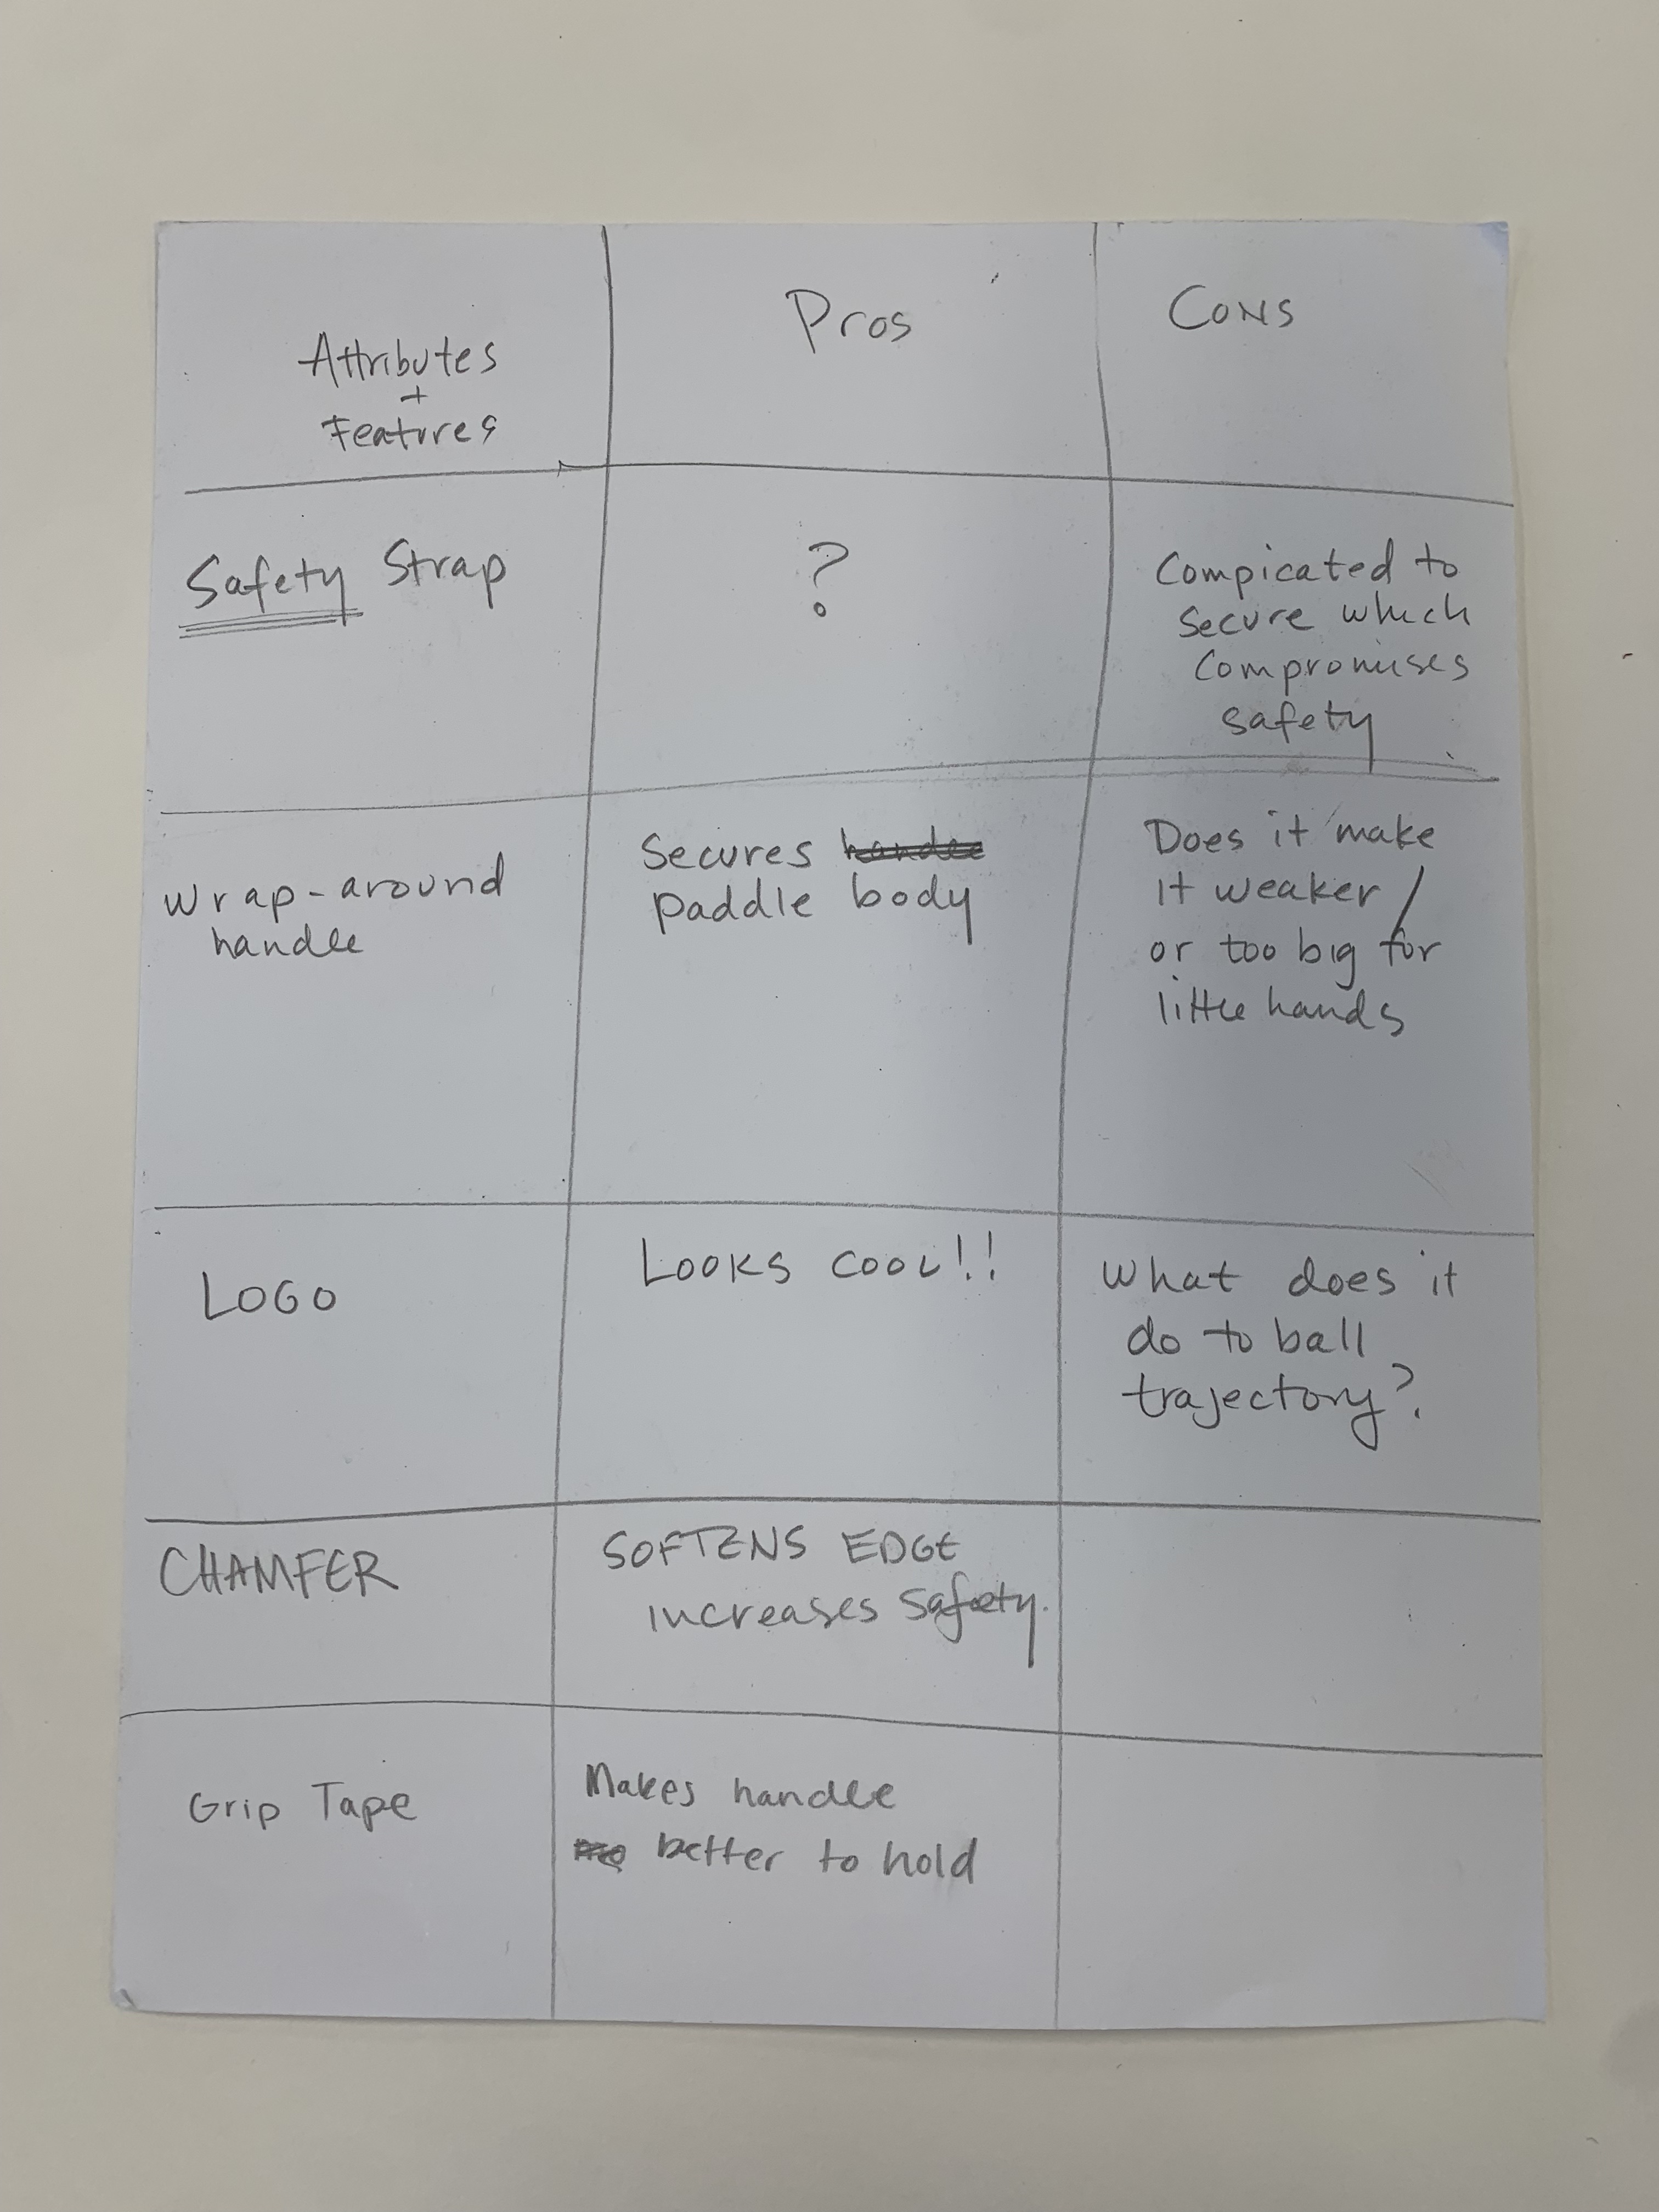 Attributes
+
Features
Pros
Cons
Safety Strap
?
Compicated to
secure which
compromises
safety
Wrap-around
handle
Secures handle
paddle body
Does it make
it weaker /
or too big for
little hands
LOGO
Looks cool!!
What does it
do to ball
trajectory?
CHAMFER
SOFTENS EDGE
increases safety.
Grip Tape
Makes handle
better to hold